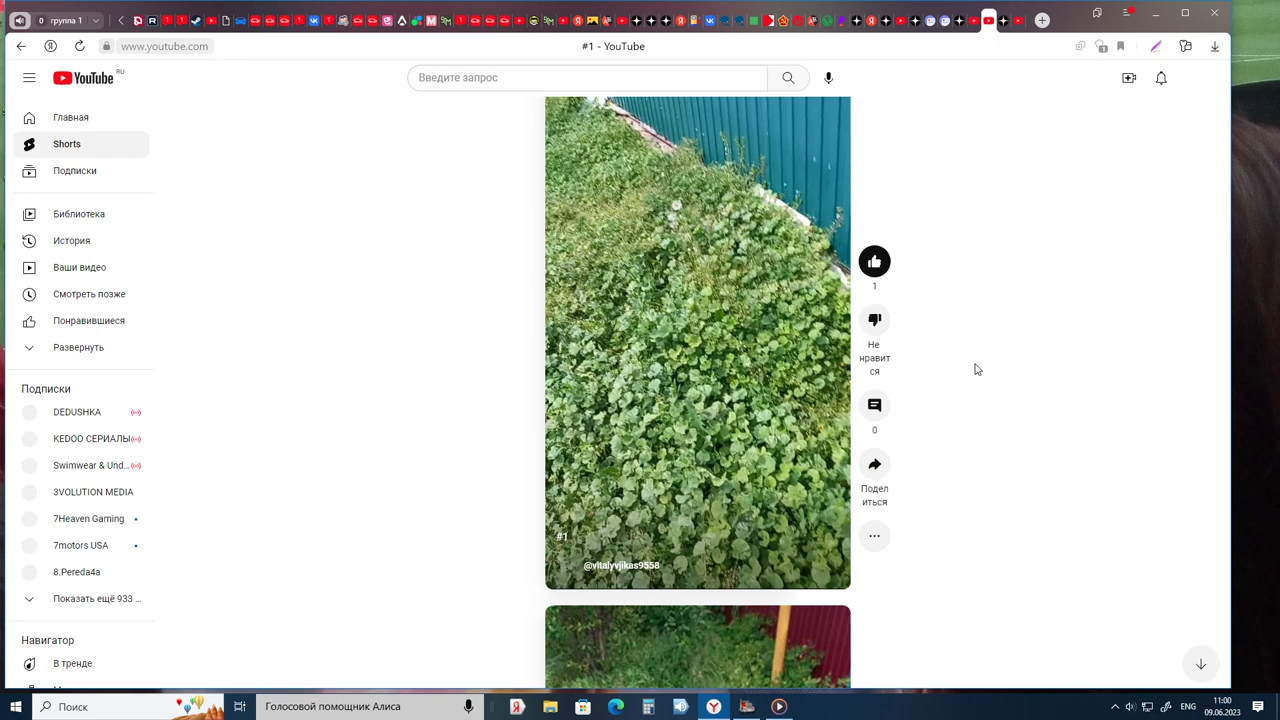 группа 1
www.youtube.com
#1 - YouTube
YouTube RU
Введите запрос
Главная
Shorts
Подписки
Библиотека
История
Ваши видео
Смотреть позже
Понравившиеся
Развернуть
Подписки
DEDUSHKA
KEDOO СЕРИАЛЫ
Swimwear & Und...
3VOLUTION MEDIA
7Heaven Gaming
7motors USA
8.Pereda4a
Показать ещё 933 ...
Навигатор
В тренде
#1
@vitalyvjikas9558
1
Не
нравит
ся
0
Подел
иться
Поиск
Голосовой помощник Алиса
ENG
11:00
09.06.2023